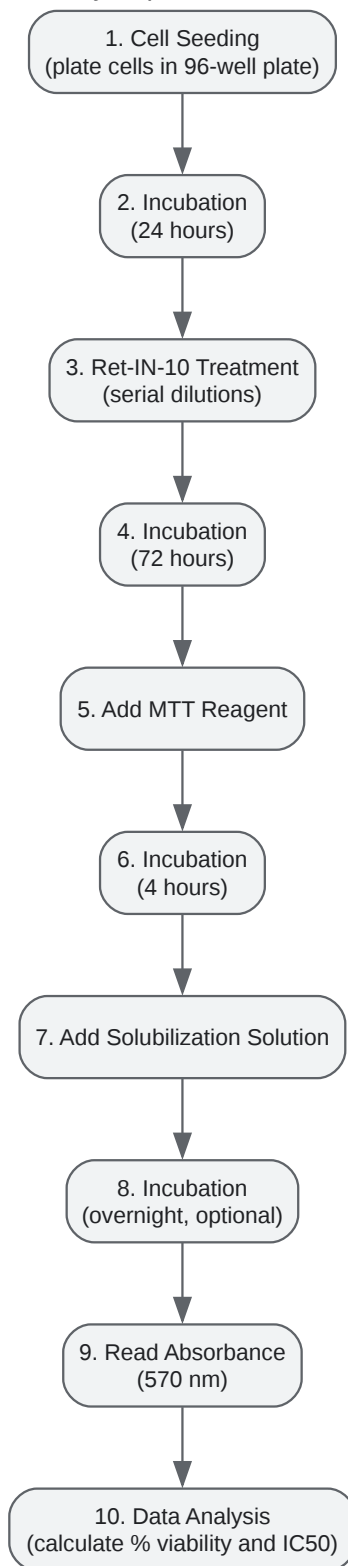 1. Cell Seeding
(plate cells in 96-well plate)
2. Incubation
(24 hours)
3. Ret-IN-10 Treatment
(serial dilutions)
4. Incubation
(72 hours)
5. Add MTT Reagent
6. Incubation
(4 hours)
7. Add Solubilization Solution
8. Incubation
(overnight, optional)
9. Read Absorbance
(570 nm)
10. Data Analysis
(calculate % viability and IC50)